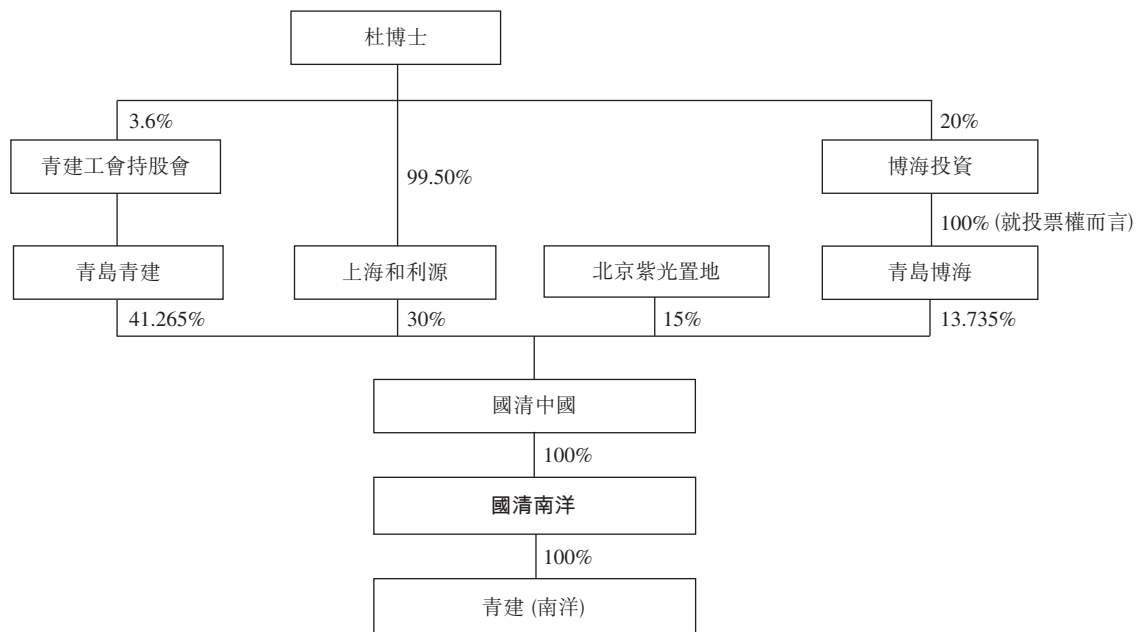 杜博士
3.6%
20%
青建工會持股會
99.50%
博海投資
100% (就投票權而言)
青島青建
上海和利源
北京紫光置地
青島博海
41.265%
30%
15%
13.735%
國清中國
100%
國清南洋
100%
青建 (南洋)